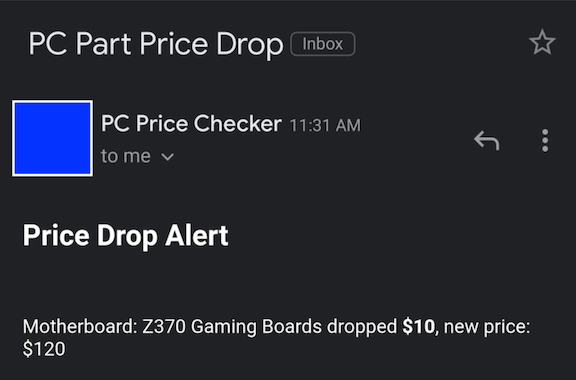 PC Part Price Drop Inbox
PC Price Checker 11:31 AM
to me
Price Drop Alert
Motherboard: Z370 Gaming Boards dropped $10, new price:
$120